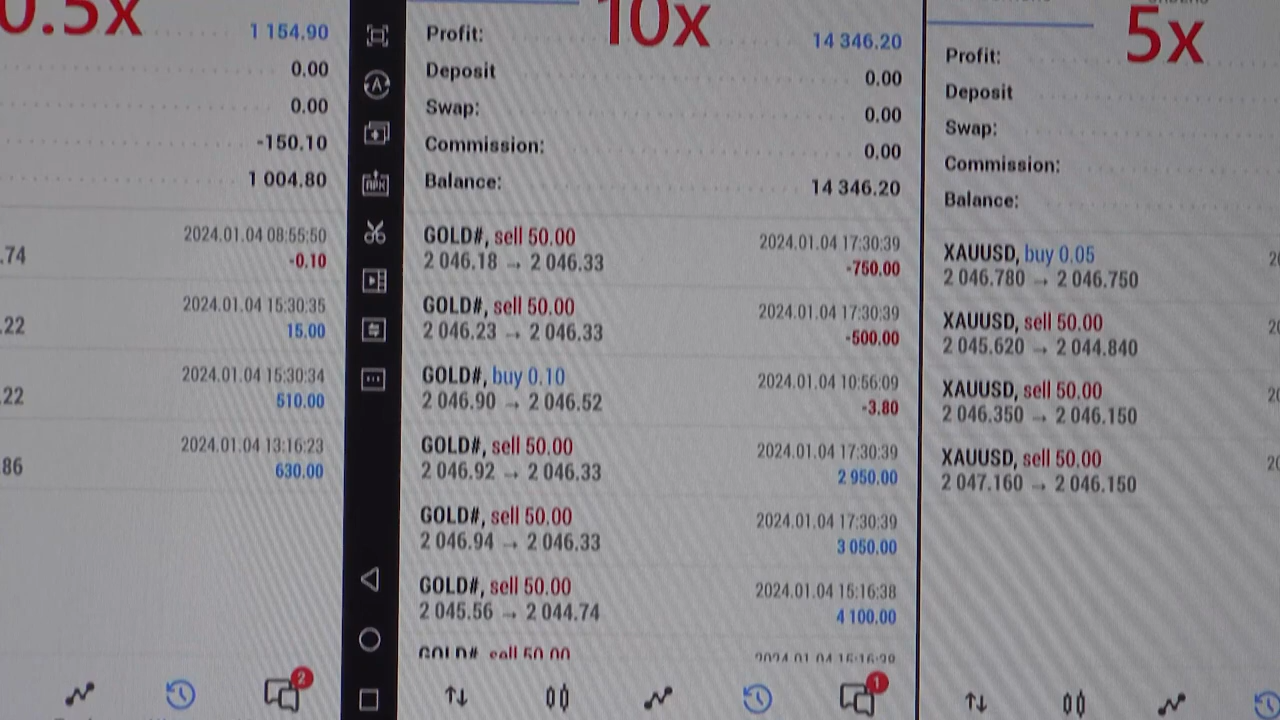 0.5x
1 154.90
0.00
0.00
-150.10
1 004.80
2024.01.04 08:55:50
.74
-0.10
2024.01.04 15:30:35
.22
15.00
2024.01.04 15:30:34
.22
510.00
2024.01.04 13:16:23
.86
630.00
2
10x
Profit: 14 346.20
Deposit 0.00
Swap: 0.00
Commission: 0.00
Balance: 14 346.20
GOLD#, sell 50.00 2024.01.04 17:30:39
2 046.18 → 2 046.33 -750.00
GOLD#, sell 50.00 2024.01.04 17:30:39
2 046.23 → 2 046.33 -500.00
GOLD#, buy 0.10 2024.01.04 10:56:09
2 046.90 → 2 046.52 -3.80
GOLD#, sell 50.00 2024.01.04 17:30:39
2 046.92 → 2 046.33 2 950.00
GOLD#, sell 50.00 2024.01.04 17:30:39
2 046.94 → 2 046.33 3 050.00
GOLD#, sell 50.00 2024.01.04 15:16:38
2 045.56 → 2 044.74 4 100.00
GOLD#, sell 50.00
1
5x
Profit:
Deposit
Swap:
Commission:
Balance:
XAUUSD, buy 0.05
2 046.780 → 2 046.750
XAUUSD, sell 50.00
2 045.620 → 2 044.840
XAUUSD, sell 50.00
2 046.350 → 2 046.150
XAUUSD, sell 50.00
2 047.160 → 2 046.150